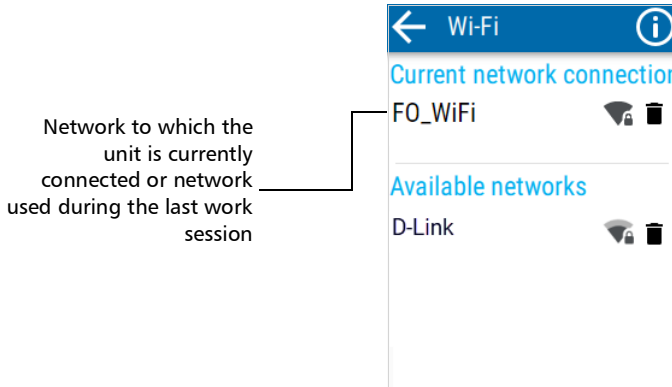 Wi-Fi
Current network connection
FO_WiFi
Network to which the
unit is currently
connected or network
used during the last work
session
Available networks
D-Link